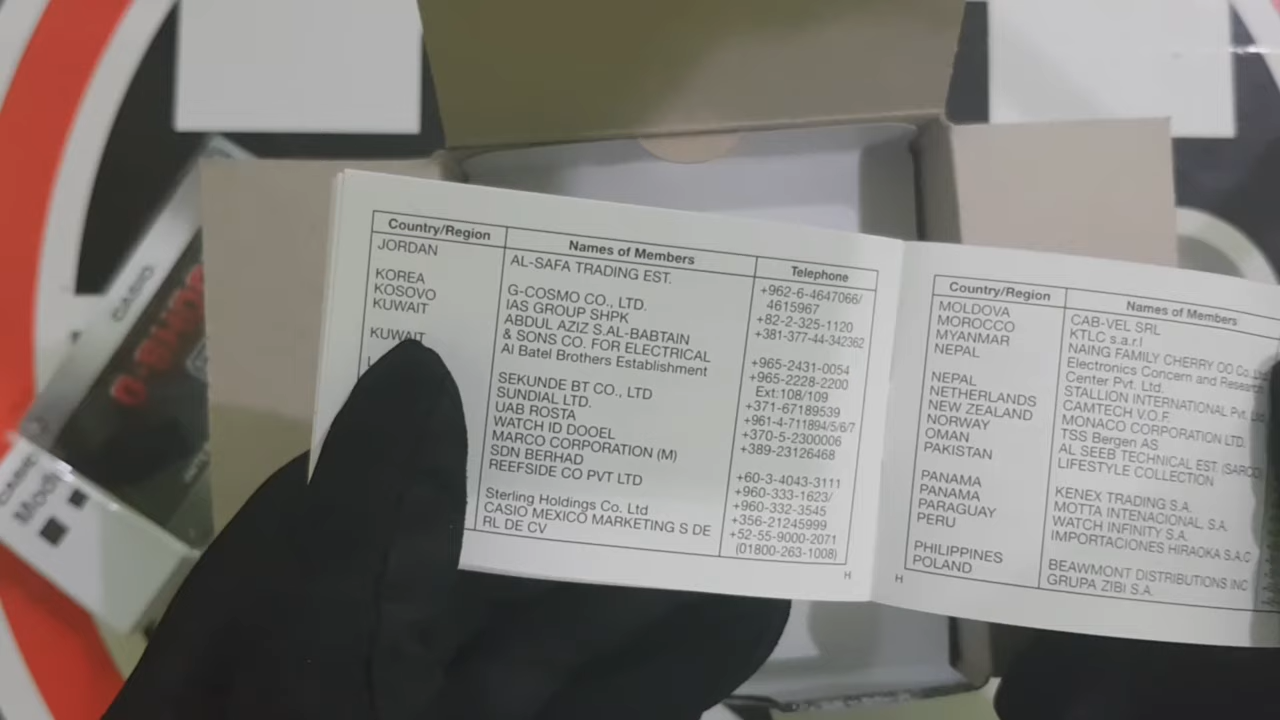 Country/Region Names of Members Telephone
JORDAN AL-SAFA TRADING EST. +962-6-4647066/
4615967
KOREA G-COSMO CO., LTD. +82-2-325-1120
KOSOVO IAS GROUP SHPK +381-377-44-342362
KUWAIT ABDUL AZIZ S.AL-BABTAIN
& SONS CO. FOR ELECTRICAL +965-2431-0054
KUWAIT Al Batel Brothers Establishment +965-2228-2200
Ext:108/109
SEKUNDE BT CO., LTD +371-67189539
SUNDIAL LTD. +961-4-711894/5/6/7
UAB ROSTA +370-5-2300006
WATCH ID DOOEL +389-23126468
MARCO CORPORATION (M)
SDN BERHAD +60-3-4043-3111
REEFSIDE CO PVT LTD +960-333-1623/
+960-332-3545
Sterling Holdings Co. Ltd +356-21245999
CASIO MEXICO MARKETING S DE +52-55-9000-2071
RL DE CV (01800-263-1008)
H
Country/Region Names of Members
MOLDOVA CAB-VEL SRL
MOROCCO KTLC s.a.r.l
MYANMAR NAING FAMILY CHERRY OO Co.,
NEPAL Electronics Concern and Research
Center Pvt. Ltd.
NEPAL STALLION INTERNATIONAL Pvt.
NETHERLANDS CAMTECH V.O.F.
NEW ZEALAND MONACO CORPORATION LTD.
NORWAY TSS Bergen AS
OMAN AL SEEB TECHNICAL EST.
PAKISTAN LIFESTYLE COLLECTION
PANAMA KENEX TRADING S.A.
PANAMA MOTTA INTENACIONAL, S.A.
PARAGUAY WATCH INFINITY S.A.
PERU IMPORTACIONES HIRAOKA S.A.C
PHILIPPINES BEAWMONT DISTRIBUTIONS INC
POLAND GRUPA ZIBI S.A.
H
CASIO